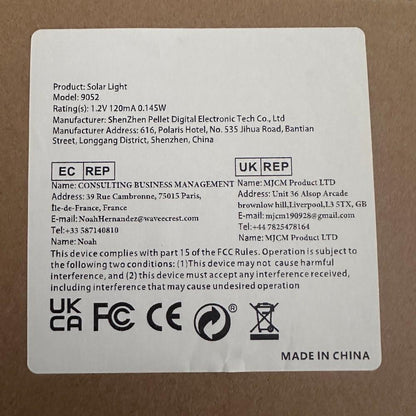 Product: Solar Light
Model: 9052
Rating(s): 1.2V 120mA 0.145W
Manufacturer: ShenZhen Pellet Digital Electronic Tech Co., Ltd
Manufacturer Address: 616, Polaris Hotel, No. 535 Jihua Road, Bantian
Street, Longgang District, Shenzhen, China
EC REP
Name: CONSULTING BUSINESS MANAGEMENT
Address: 39 Rue Cambronne, 75015 Paris,
Ile-de-France, France
E-mail:NoahHernandez@waveecrest.com
Tel:+33 587140810
Name: Noah
UK REP
Name: MJCM Product LTD
Address: Unit 36 Alsop Arcade
brownlow hill,Liverpool,L3 5TX, GB
E-mail: mjcm190928@gmail.com
Tel:+44 7825478164
Name: MJCM Product LTD
This device complies with part 15 of the FCC Rules. Operation is subject to
the following two conditions: (1)This device may not cause harmful
interference, and (2) this device must accept any interference received,
including interference that may cause undesired operation
UK
CA FC CE ®
MADE IN CHINA